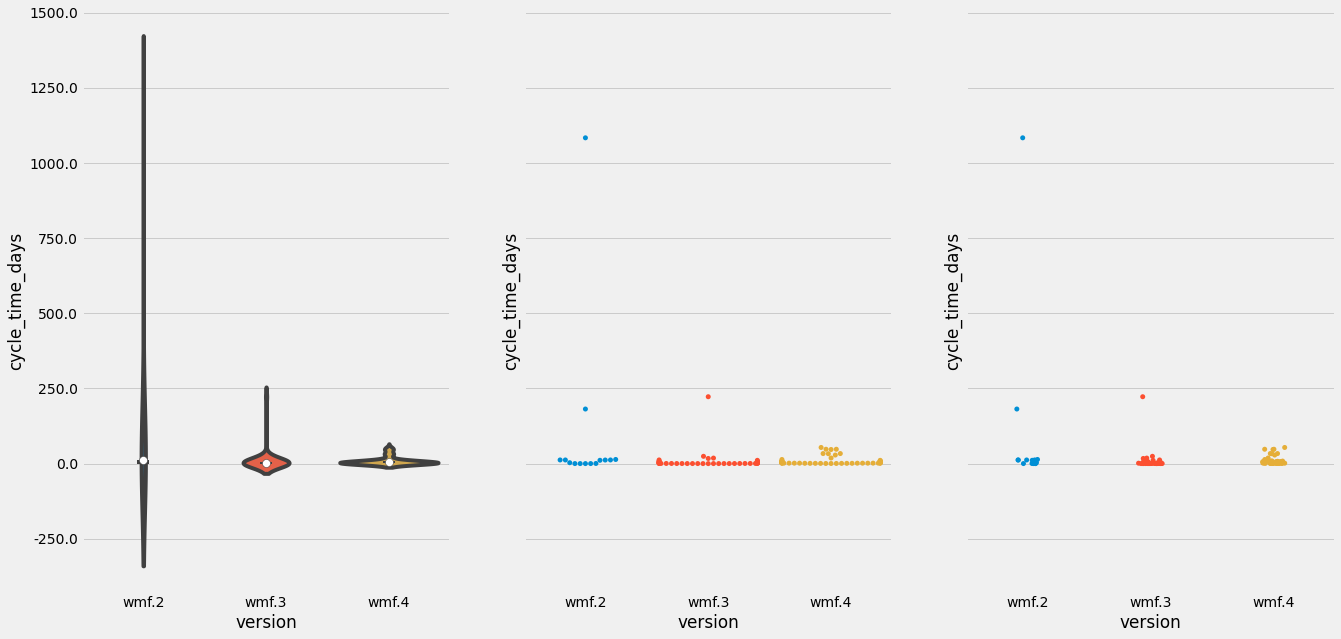 1500.0
1250.0
1000.0
750.0
500.0
250.0
0.0
-250.0
cycle_time_days
wmf.2 wmf.3 wmf.4
version
cycle_time_days
wmf.2 wmf.3 wmf.4
version
cycle_time_days
wmf.2 wmf.3 wmf.4
version